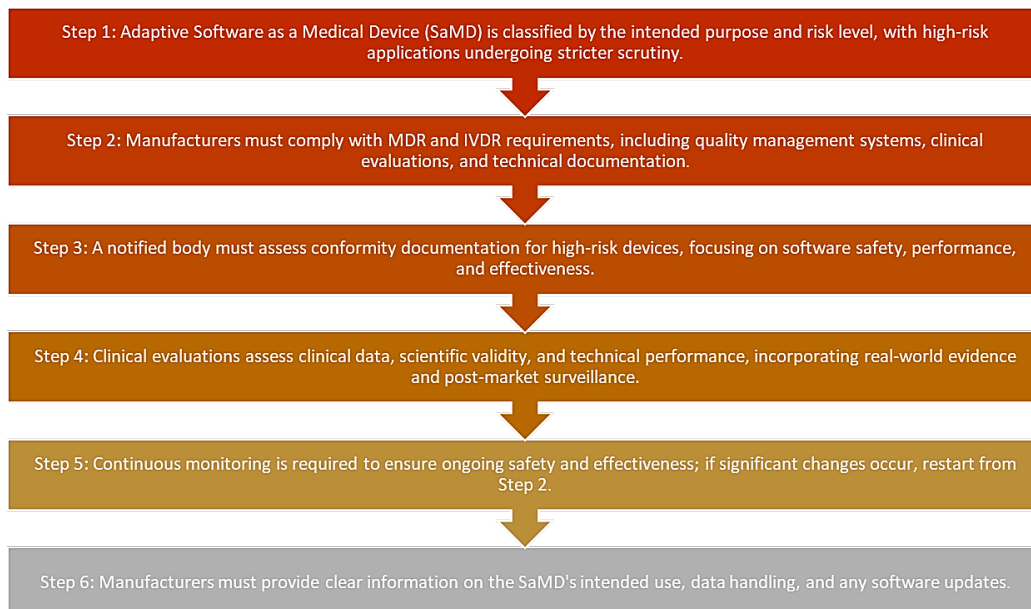 Step 1: Adaptive Software as a Medical Device (SaMD) is classified by the intended purpose and risk level, with high-risk
applications undergoing stricter scrutiny.
Step 2: Manufacturers must comply with MDR and IVDR requirements, including quality management systems, clinical
evaluations, and technical documentation.
Step 3: A notified body must assess conformity documentation for high-risk devices, focusing on software safety, performance,
and effectiveness.
Step 4: Clinical evaluations assess clinical data, scientific validity, and technical performance, incorporating real-world evidence
and post-market surveillance.
Step 5: Continuous monitoring is required to ensure ongoing safety and effectiveness; if significant changes occur, restart from
Step 2.
Step 6: Manufacturers must provide clear information on the SaMD's intended use, data handling, and any software updates.